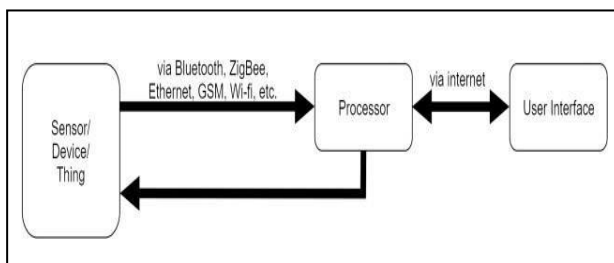 via Bluetooth, ZigBee,
Ethernet, GSM, Wi-fi, etc.
Sensor/
Device/
Thing
Processor
via internet
User Interface